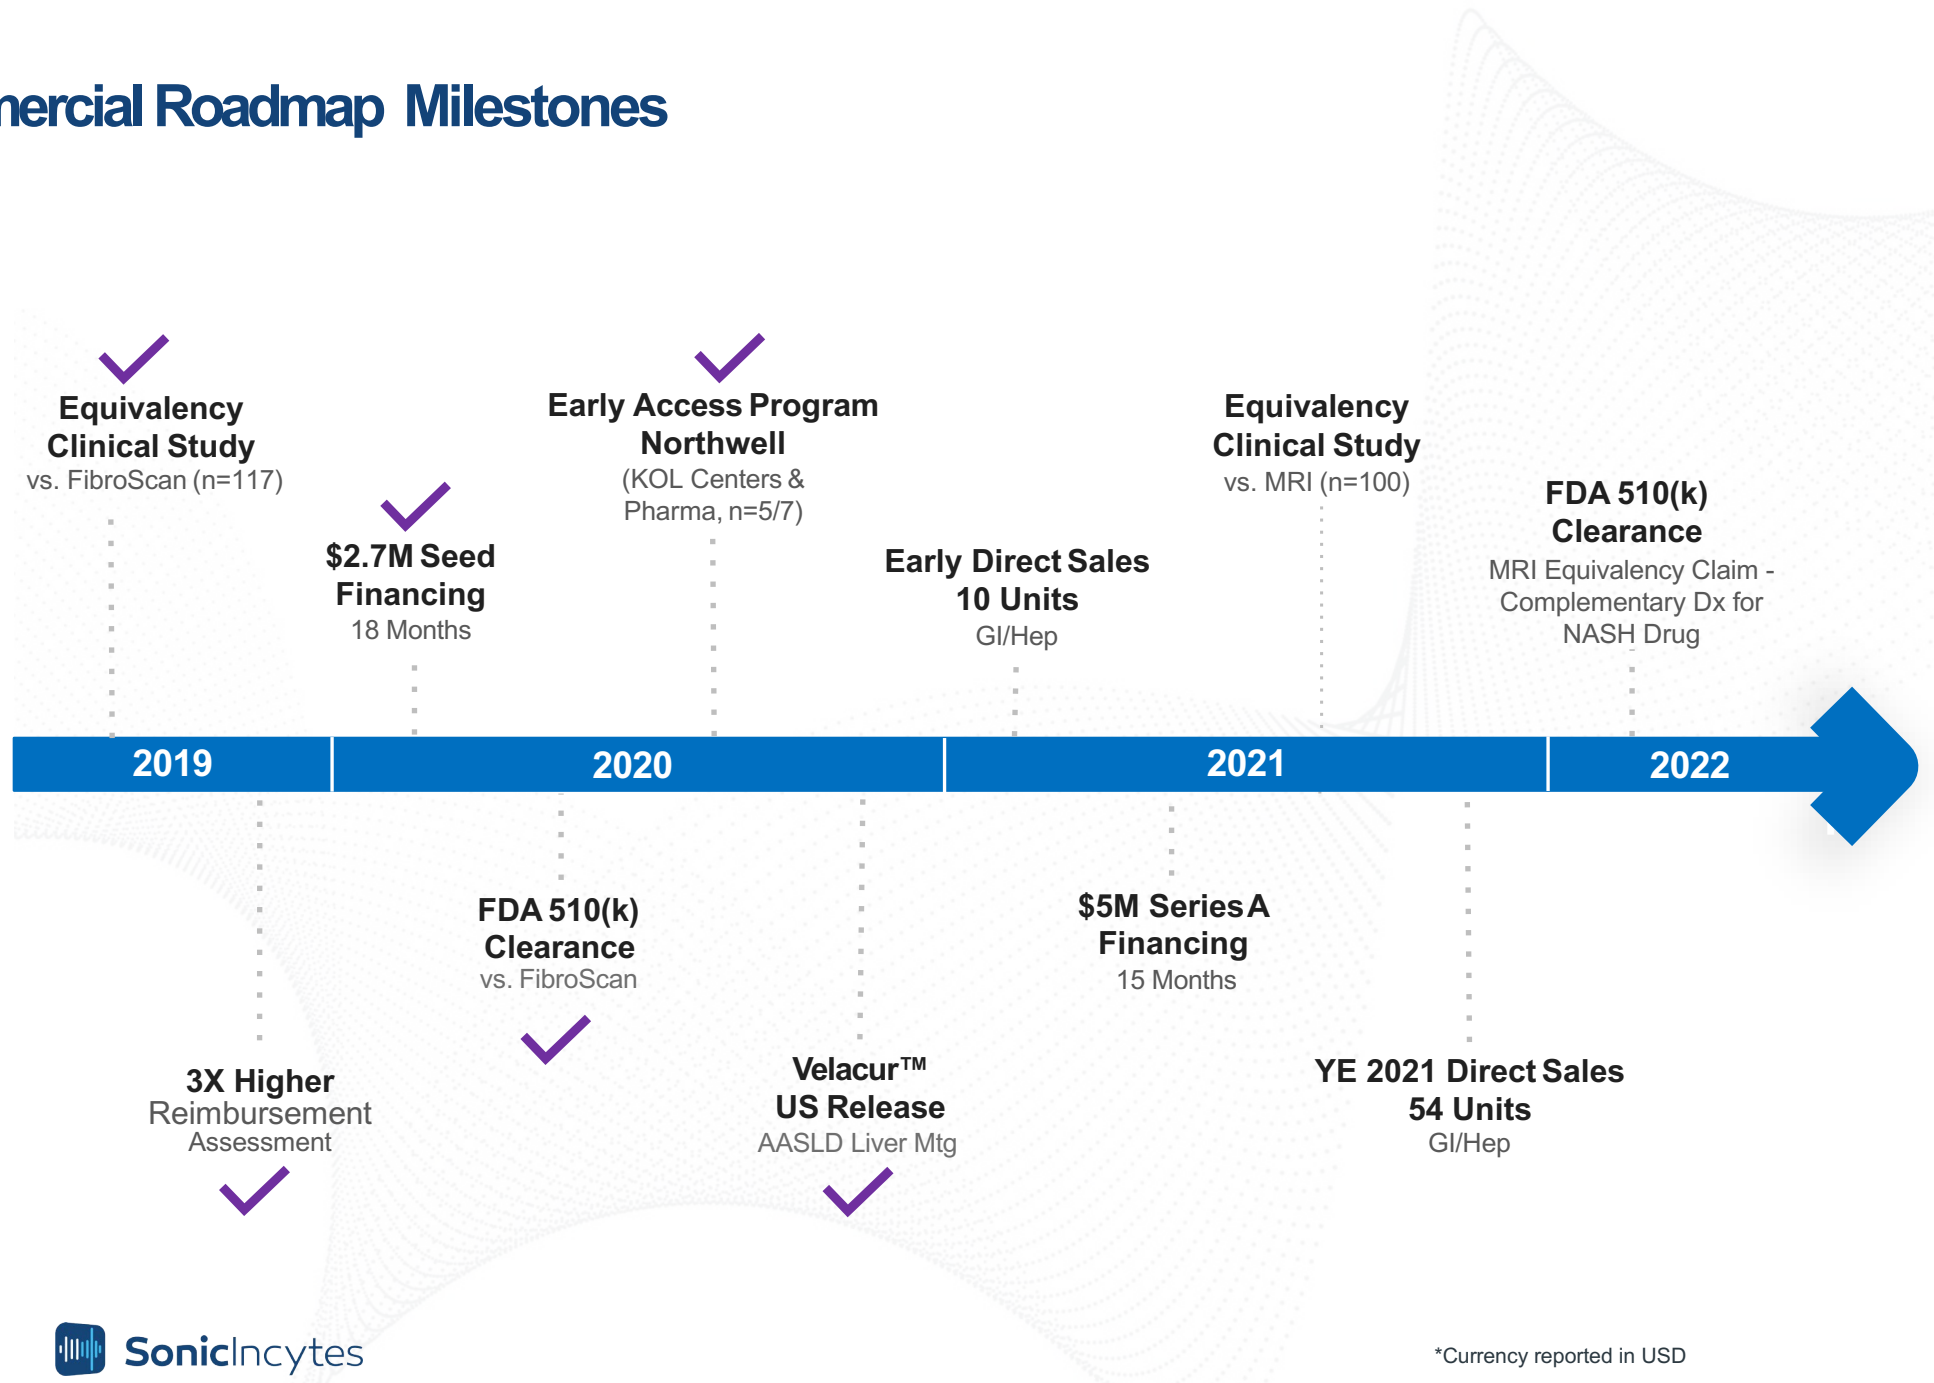 mercial Roadmap Milestones
Equivalency
Clinical Study
vs. FibroScan (n=117)
$2.7M Seed
Financing
18 Months
Early Access Program
Northwell
(KOL Centers &
Pharma, n=5/7)
Early Direct Sales
10 Units
GI/Hep
Equivalency
Clinical Study
vs. MRI (n=100)
FDA 510(k)
Clearance
MRI Equivalency Claim -
Complementary Dx for
NASH Drug
2019
2020
2021
2022
3X Higher
Reimbursement
Assessment
FDA 510(k)
Clearance
vs. FibroScan
Velacur™
US Release
AASLD Liver Mtg
$5M Series A
Financing
15 Months
YE 2021 Direct Sales
54 Units
GI/Hep
SonicIncytes
*Currency reported in USD